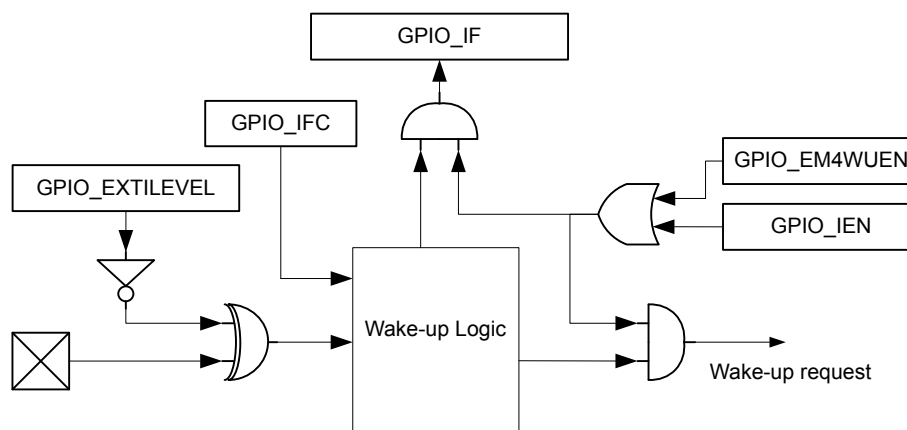 GPIO_IF
GPIO_IFC
GPIO_EM4WUEN
GPIO_EXTILEVEL
GPIO_IEN
Wake-up Logic
Wake-up request